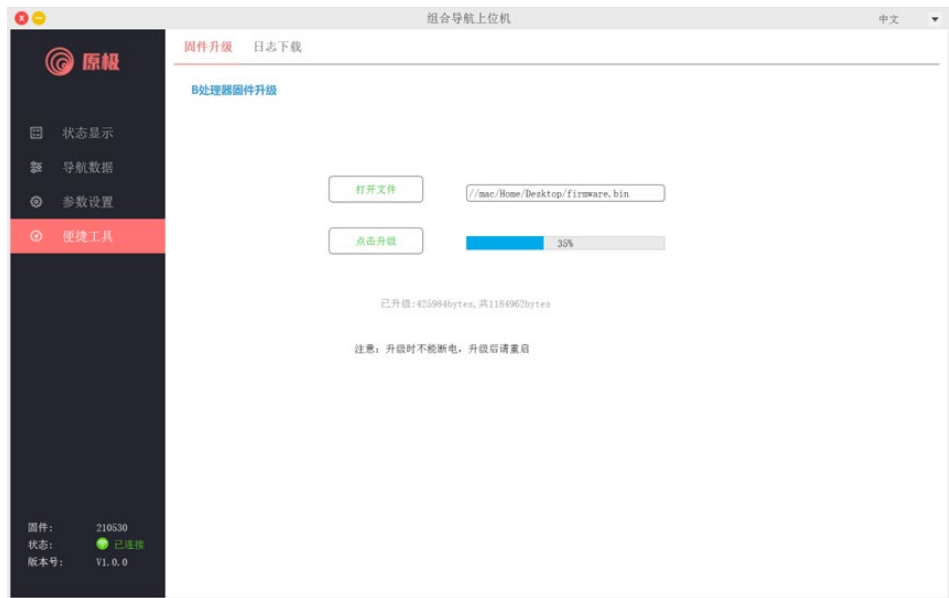 组合导航上位机
中文
原极
固件升级 日志下载
B处理器固件升级
状态显示
导航数据
参数设置
便捷工具
打开文件 //mac/Home/Desktop/firmware.bin
点击升级 35%
已升级:425984bytes,共1184962bytes
注意：升级时不能断电，升级后请重启
固件: 210530
状态: 已连接
版本号: V1.0.0